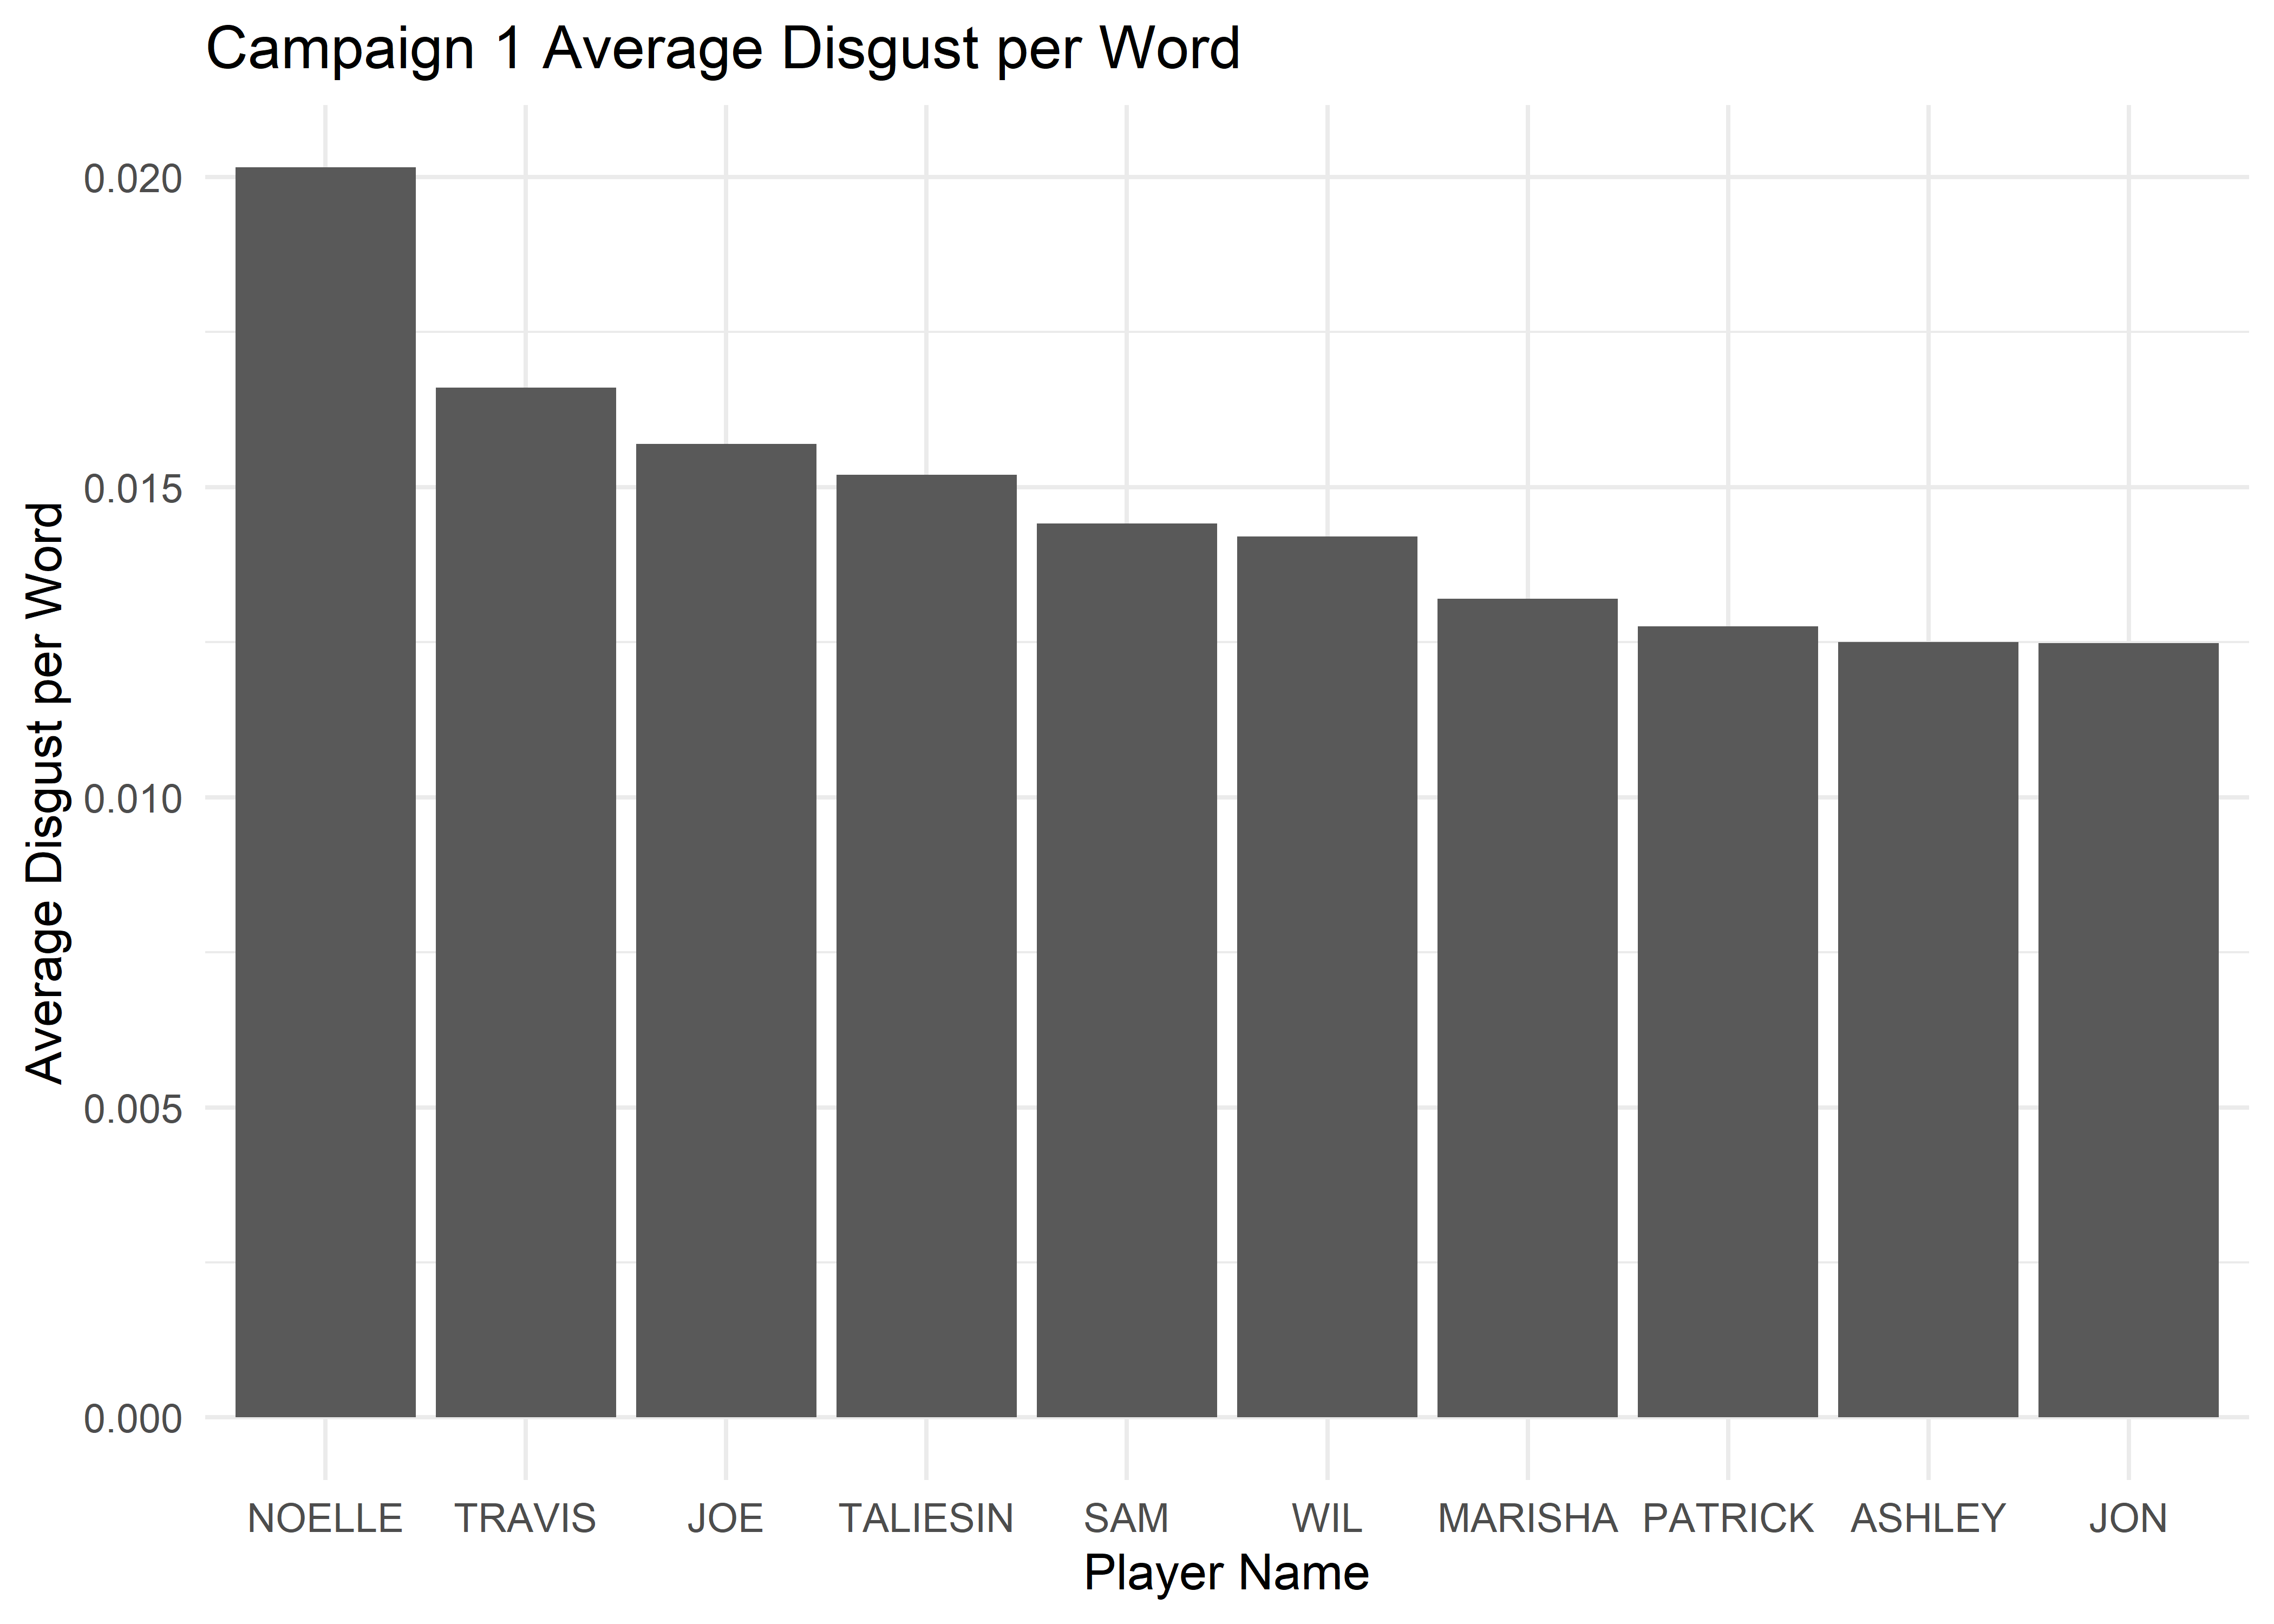 Campaign 1 Average Disgust per Word
Average Disgust per Word
0.020
0.015
0.010
0.005
0.000
NOELLE TRAVIS JOE TALIESIN SAM WIL MARISHA PATRICK ASHLEY JON
Player Name